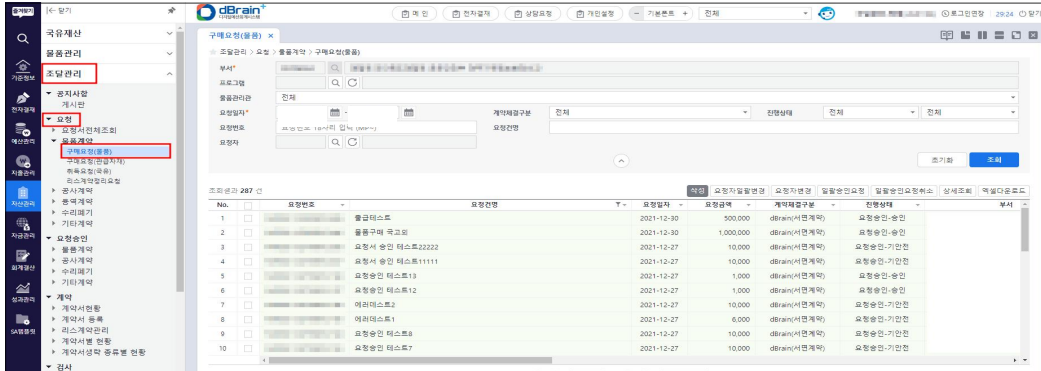 즐겨찾기
닫기
dBrain+
디지털예산회계시스템
메 인
전자결재
상담요청
개인설정
− 기본폰트 +
전체
로그인연장
29:24
닫기
기준정보
전자결재
예산관리
지출관리
자산관리
자금관리
회계결산
성과관리
국유재산
물품관리
조달관리
공지사항
게시판
요청
요청서전체조회
물품계약
구매요청(물품)
구매요청(관급자재)
취득요청(국유)
리스계약정리요청
공사계약
용역계약
수리폐기
기타계약
요청승인
물품계약
공사계약
수리폐기
기타계약
계약
계약서현황
계약서 등록
리스계약관리
계약서별 현황
계약서생략 종류별 현황
검사
구매요청(물품) ×
조달관리 > 요청 > 물품계약 > 구매요청(물품)
부서*
프로그램
물품관리관 전체
요청일자* - 계약체결구분 전체 진행상태 전체 전체
요청번호 요청건명
요청자
초기화 조회
조회결과 287 건
작성 요청자일괄변경 요청자변경 일괄승인요청 일괄승인요청취소 상세조회 엑셀다운로드
No. 요청번호 요청건명 요청일자 요청금액 계약체결구분 진행상태 부서
1 출급테스트 2021-12-30 500,000 dBrain(서면계약) 요청승인-승인
2 물품구매 국고외 2021-12-30 1,000,000 dBrain(서면계약) 요청승인-승인
3 요청서 승인 테스트22222 2021-12-27 10,000 dBrain(서면계약) 요청승인-기안전
4 요청서 승인 테스트11111 2021-12-27 10,000 dBrain(서면계약) 요청승인-기안전
5 요청승인 테스트13 2021-12-27 1,000 dBrain(서면계약) 요청승인-승인
6 요청승인 테스트12 2021-12-27 1,000 dBrain(서면계약) 요청승인-승인
7 에러테스트2 2021-12-27 10,000 dBrain(서면계약) 요청승인-기안전
8 에러테스트1 2021-12-27 6,000 dBrain(서면계약) 요청승인-기안전
9 요청승인 테스트8 2021-12-27 10,000 dBrain(서면계약) 요청승인-기안전
10 요청승인 테스트7 2021-12-27 10,000 dBrain(서면계약) 요청승인-기안전